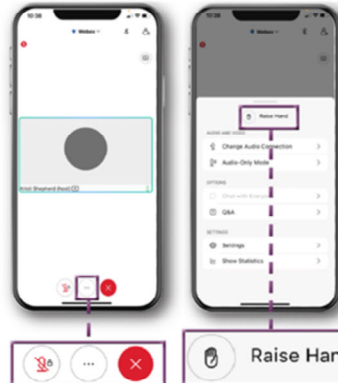 10:38
Webex
Kristi Shepherd (host)
10:38
Webex
Raise Hand
AUDIO AND VIDEO
Change Audio Connection
Audio-Only Mode
OPTIONS
Chat with Everyone
Q&A
SETTINGS
Settings
Show Statistics
Raise Han